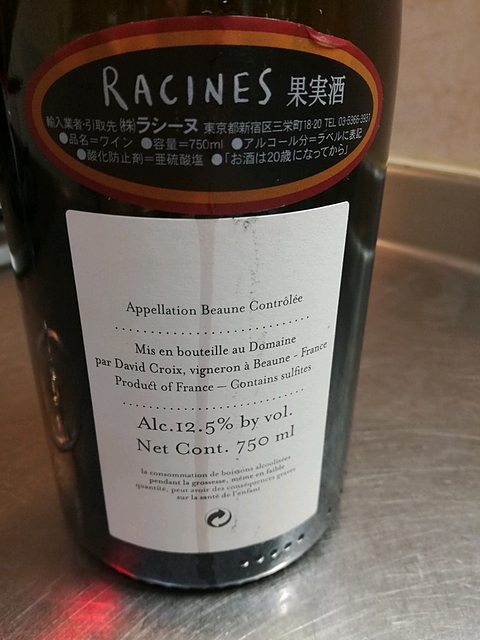 RACINES 果実酒
輸入業者・引取先 ㈱ラシーヌ 東京都新宿区三栄町18-20 TEL 03-5366-3931
●品名=ワイン ●容量=750ml ●アルコール分=ラベルに表記
●酸化防止剤=亜硫酸塩 ●「お酒は20歳になってから」
Appellation Beaune Contrôlée
Mis en bouteille au Domaine
par David Croix, vigneron à Beaune - France
Product of France — Contains sulfites
Alc.12.5% by vol.
Net Cont. 750 ml
la consommation de boissons alcoolisées
pendant la grossesse, même en faible
quantité, peut avoir des conséquences graves
sur la santé de l'enfant